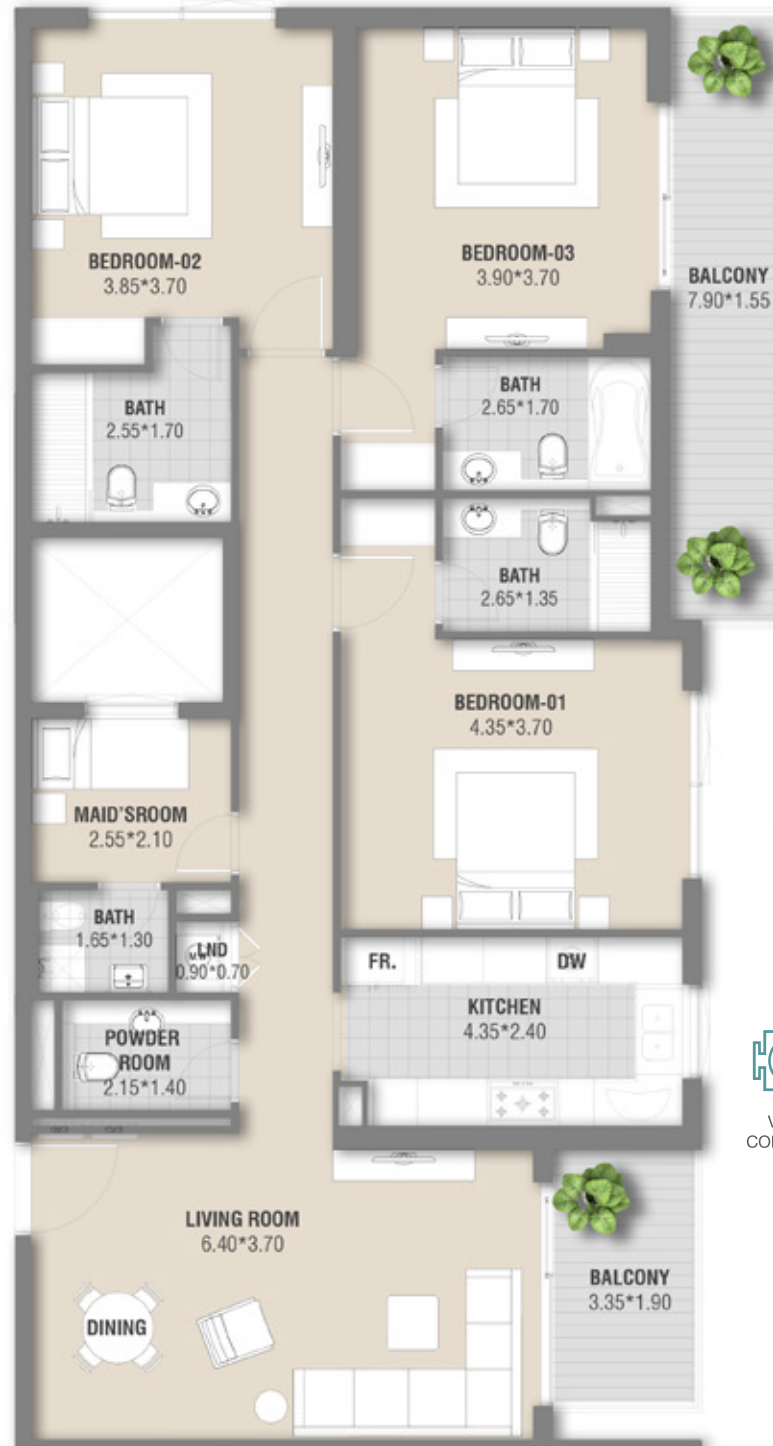 BEDROOM-02
3.85*3.70
BEDROOM-03
3.90*3.70
BALCONY
7.90*1.55
BATH
2.55*1.70
BATH
2.65*1.70
BATH
2.65*1.35
BEDROOM-01
4.35*3.70
MAID'SROOM
2.55*2.10
BATH
1.65*1.30
LND
0.90*0.70
FR.
DW
KITCHEN
4.35*2.40
POWDER
ROOM
2.15*1.40
LIVING ROOM
6.40*3.70
DINING
BALCONY
3.35*1.90